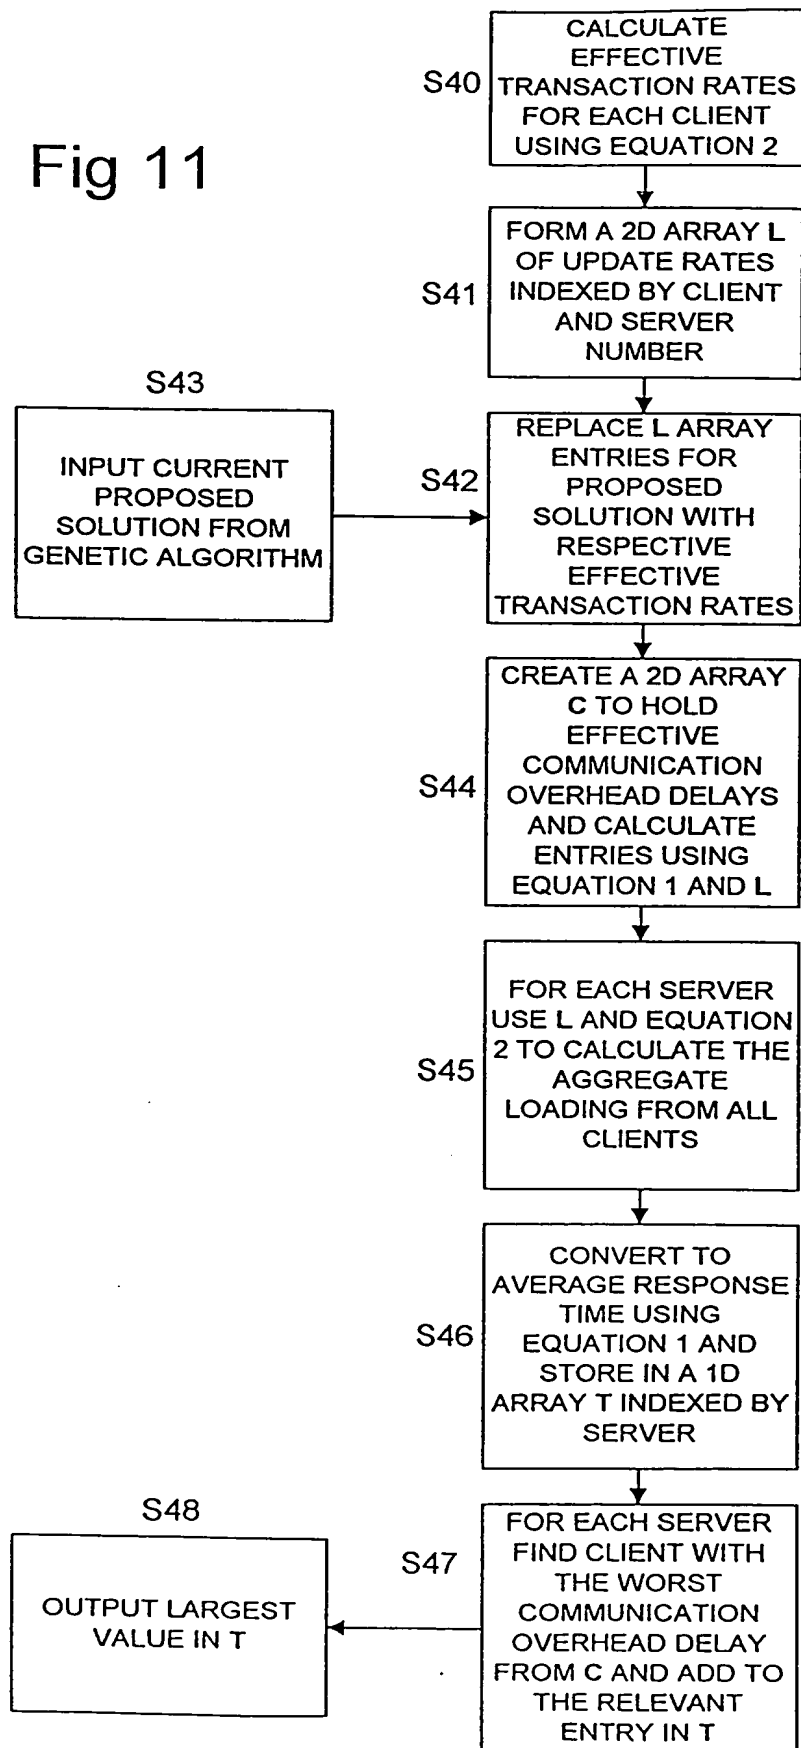 Fig 11
S40
CALCULATE
EFFECTIVE
TRANSACTION RATES
FOR EACH CLIENT
USING EQUATION 2
S41
FORM A 2D ARRAY L
OF UPDATE RATES
INDEXED BY CLIENT
AND SERVER
NUMBER
S43
INPUT CURRENT
PROPOSED
SOLUTION FROM
GENETIC ALGORITHM
S42
REPLACE L ARRAY
ENTRIES FOR
PROPOSED
SOLUTION WITH
RESPECTIVE
EFFECTIVE
TRANSACTION RATES
S44
CREATE A 2D ARRAY
C TO HOLD
EFFECTIVE
COMMUNICATION
OVERHEAD DELAYS
AND CALCULATE
ENTRIES USING
EQUATION 1 AND L
S45
FOR EACH SERVER
USE L AND EQUATION
2 TO CALCULATE THE
AGGREGATE
LOADING FROM ALL
CLIENTS
S46
CONVERT TO
AVERAGE RESPONSE
TIME USING
EQUATION 1 AND
STORE IN A 1D
ARRAY T INDEXED BY
SERVER
S47
FOR EACH SERVER
FIND CLIENT WITH
THE WORST
COMMUNICATION
OVERHEAD DELAY
FROM C AND ADD TO
THE RELEVANT
ENTRY IN T
S48
OUTPUT LARGEST
VALUE IN T